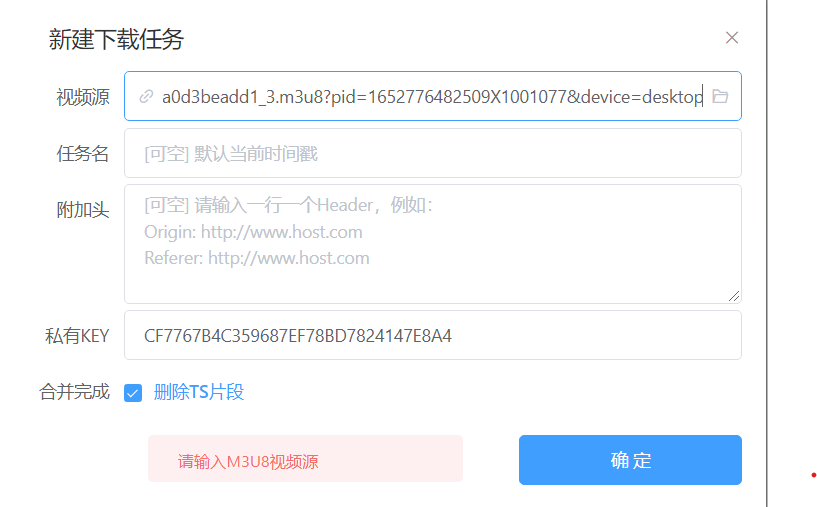 新建下载任务
视频源
a0d3beadd1_3.m3u8?pid=1652776482509X1001077&device=desktop
任务名
[可空] 默认当前时间戳
附加头
[可空] 请输入一行一个Header，例如：
Origin: http://www.host.com
Referer: http://www.host.com
私有KEY
CF7767B4C359687EF78BD7824147E8A4
合并完成
删除TS片段
请输入M3U8视频源
确 定